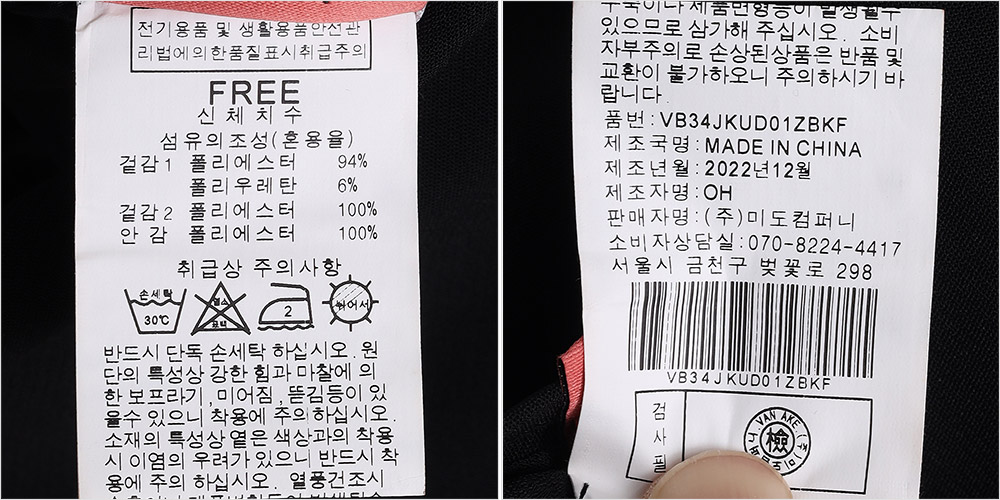 전기용품 및 생활용품안전관
리법에의한품질표시취급주의
FREE
신체치수
섬유의조성(혼용율)
겉감1 폴리에스터 94%
폴리우레탄 6%
겉감2 폴리에스터 100%
안감 폴리에스터 100%
취급상 주의사항
손세탁
30℃
염소
표백
2
뉘어서
반드시 단독 손세탁 하십시오. 원
단의 특성상 강한 힘과 마찰에 의
한 보프라기, 미어짐, 뜯김등이 있
을수 있으니 착용에 주의 하십시오.
소재의 특성상 옅은 색상과의 착용
시 이염의 우려가 있으니 반드시 착
용에 주의 하십시오. 열풍건조시
있으므로 삼가해 주십시오. 소비
자부주의로 손상된상품은 반품 및
교환이 불가하오니 주의하시기 바
랍니다.
품번:VB34JKUD01ZBKF
제조국명:MADE IN CHINA
제조년월:2022년12월
제조자명:OH
판매자명:(주)미도컴퍼니
소비자상담실:070-8224-4417
서울시 금천구 벚꽃로 298
VB34JKUD01ZBKF
검
사
필
VAN AKE
檢